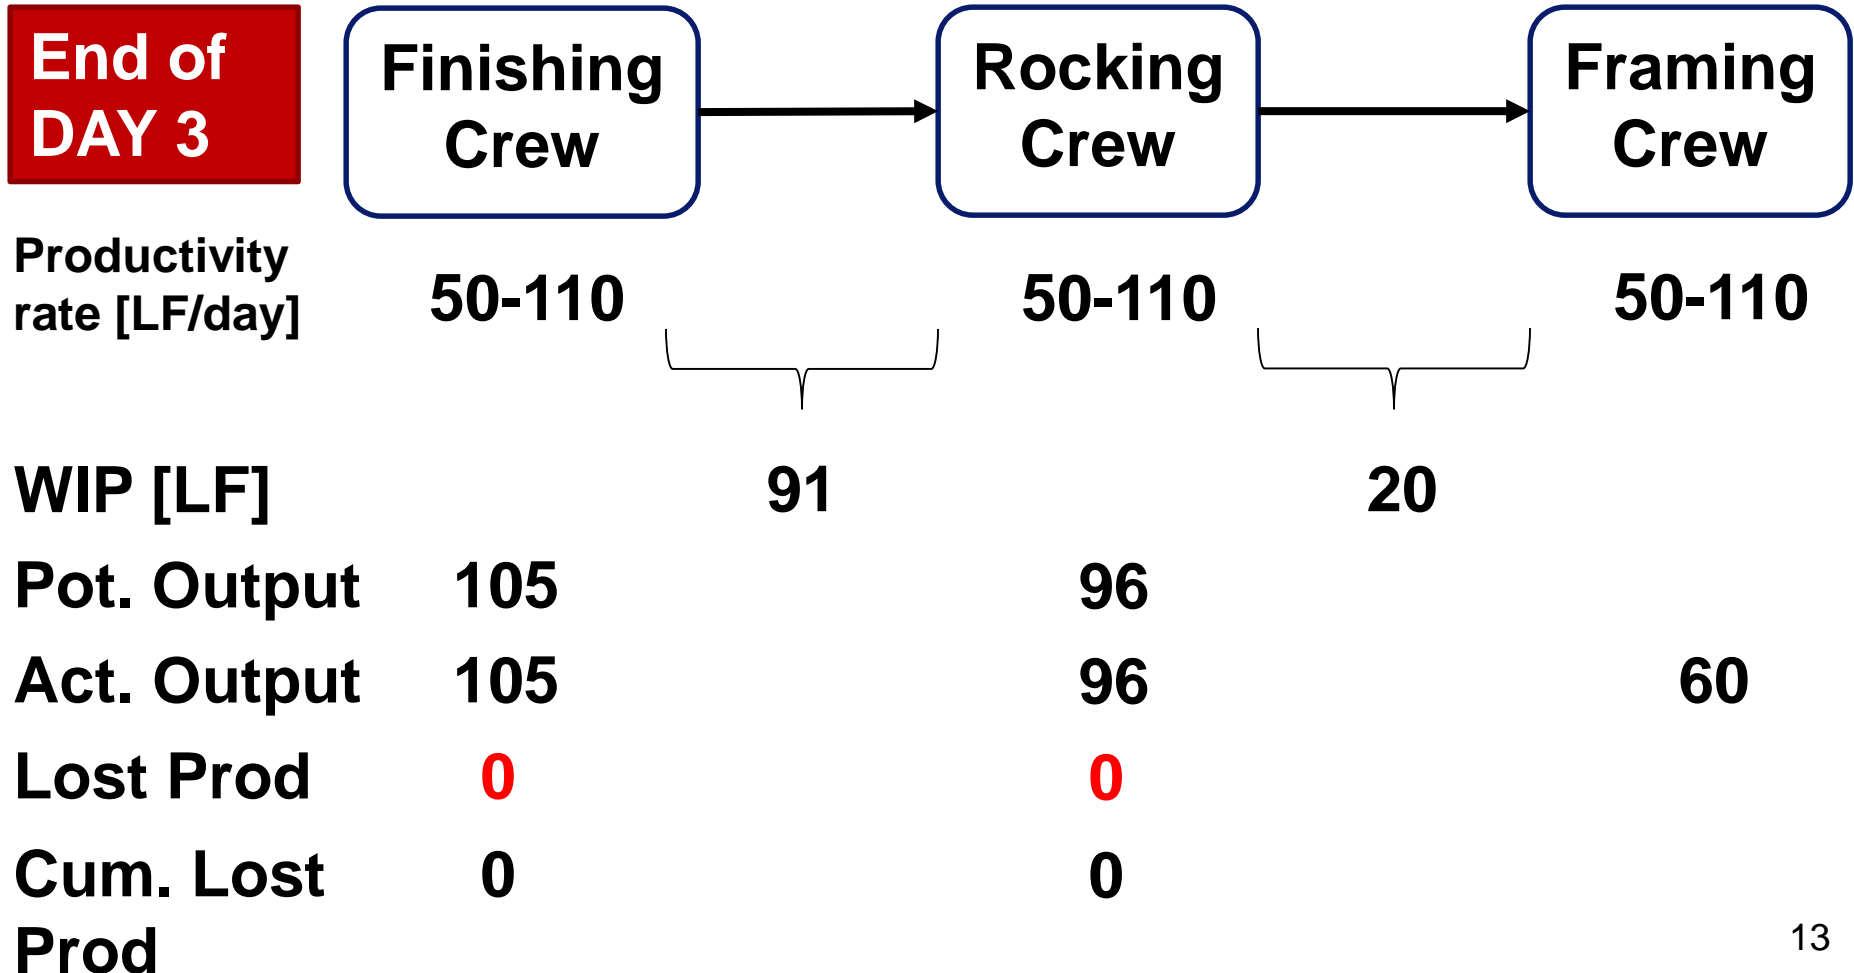 End of
DAY 3
Finishing
Crew
Rocking
Crew
Framing
Crew
Productivity
rate [LF/day]
50-110
50-110
50-110
WIP [LF]
91
20
Pot. Output
105
96
Act. Output
105
96
60
Lost Prod
0
0
Cum. Lost
Prod
0
0
13